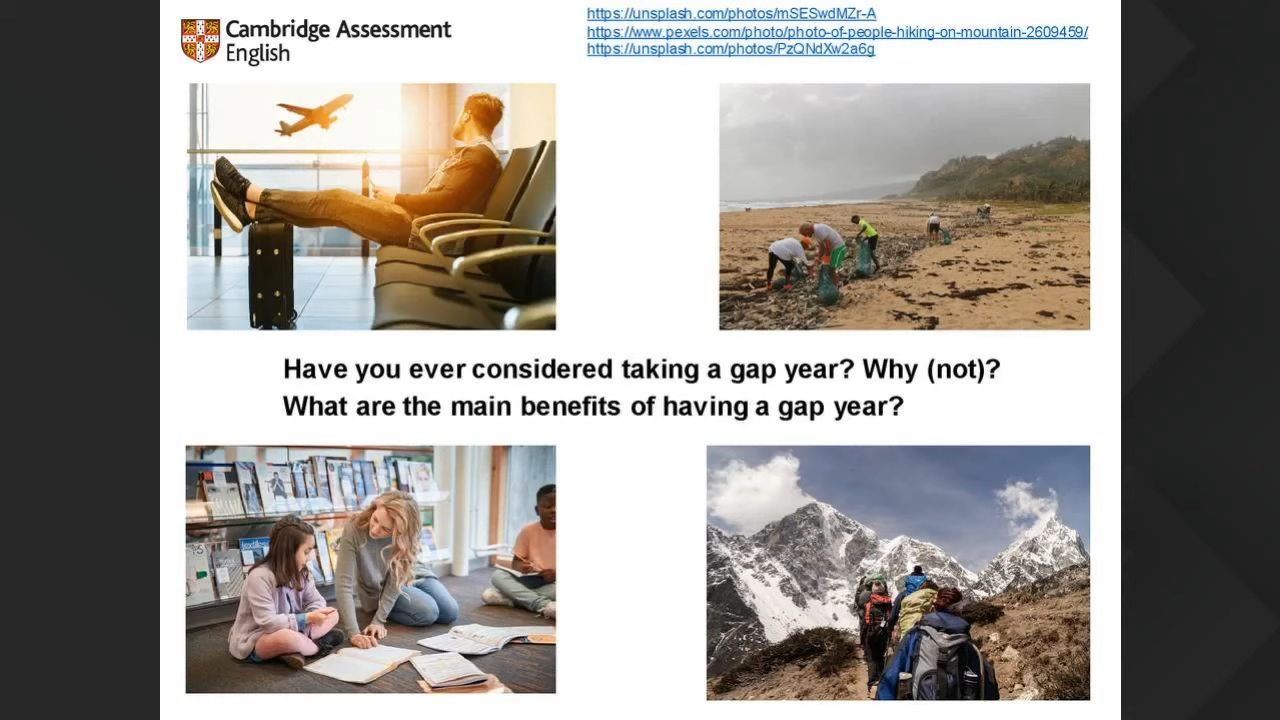 Cambridge Assessment
English
https://unsplash.com/photos/mSESwdMZr-A
https://www.pexels.com/photo/photo-of-people-hiking-on-mountain-2609459/
https://unsplash.com/photos/PzQNdXw2a6g
Have you ever considered taking a gap year? Why (not)?
What are the main benefits of having a gap year?
textiles